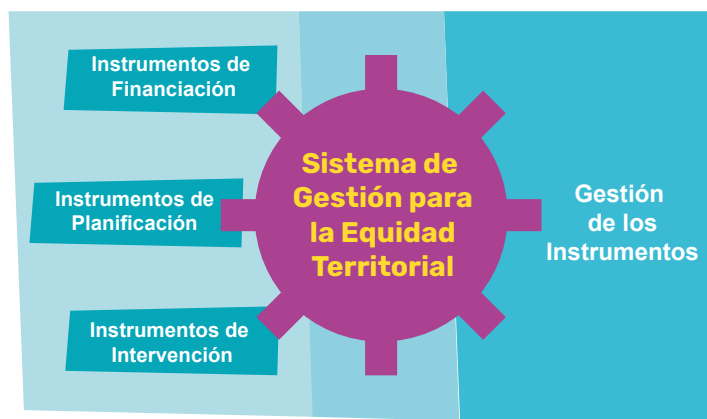 Instrumentos de
Financiación
Instrumentos de
Planificación
Instrumentos de
Intervención
Sistema de
Gestión para
la Equidad
Territorial
Gestión
de los
Instrumentos